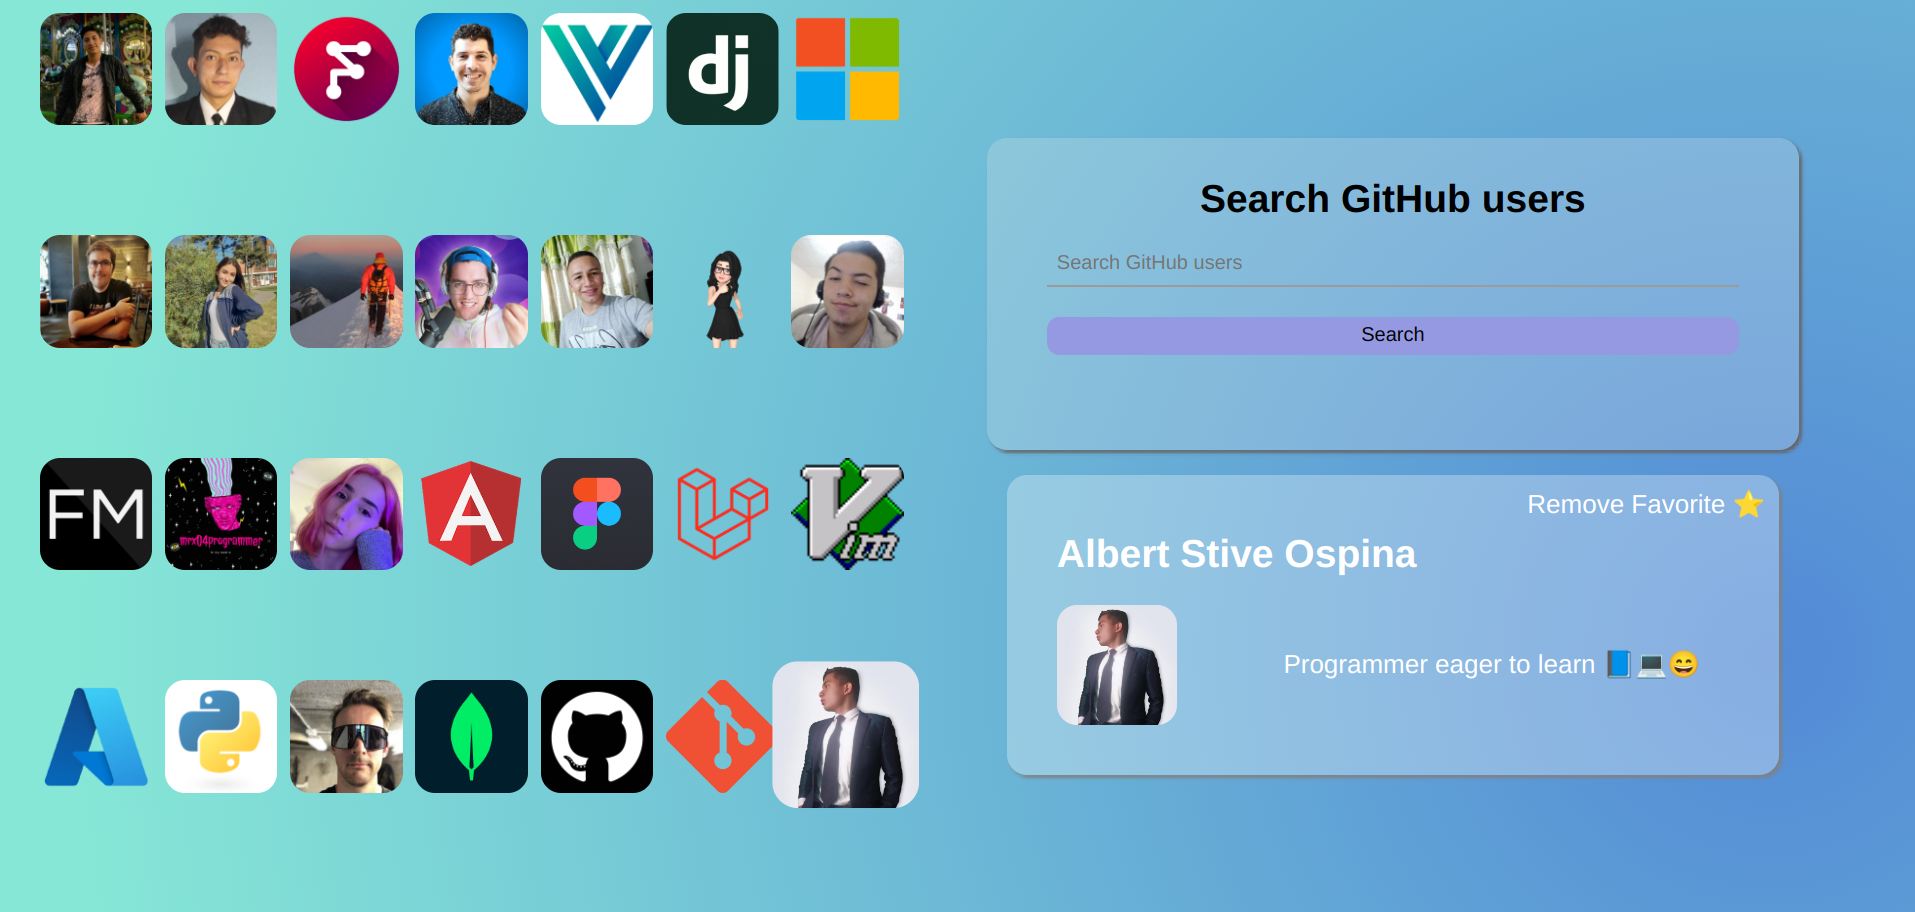 dj
Search GitHub users
Search GitHub users
Search
FM
mrxD4programmer
Vim
Remove Favorite ⭐
Albert Stive Ospina
Programmer eager to learn 📘💻😄